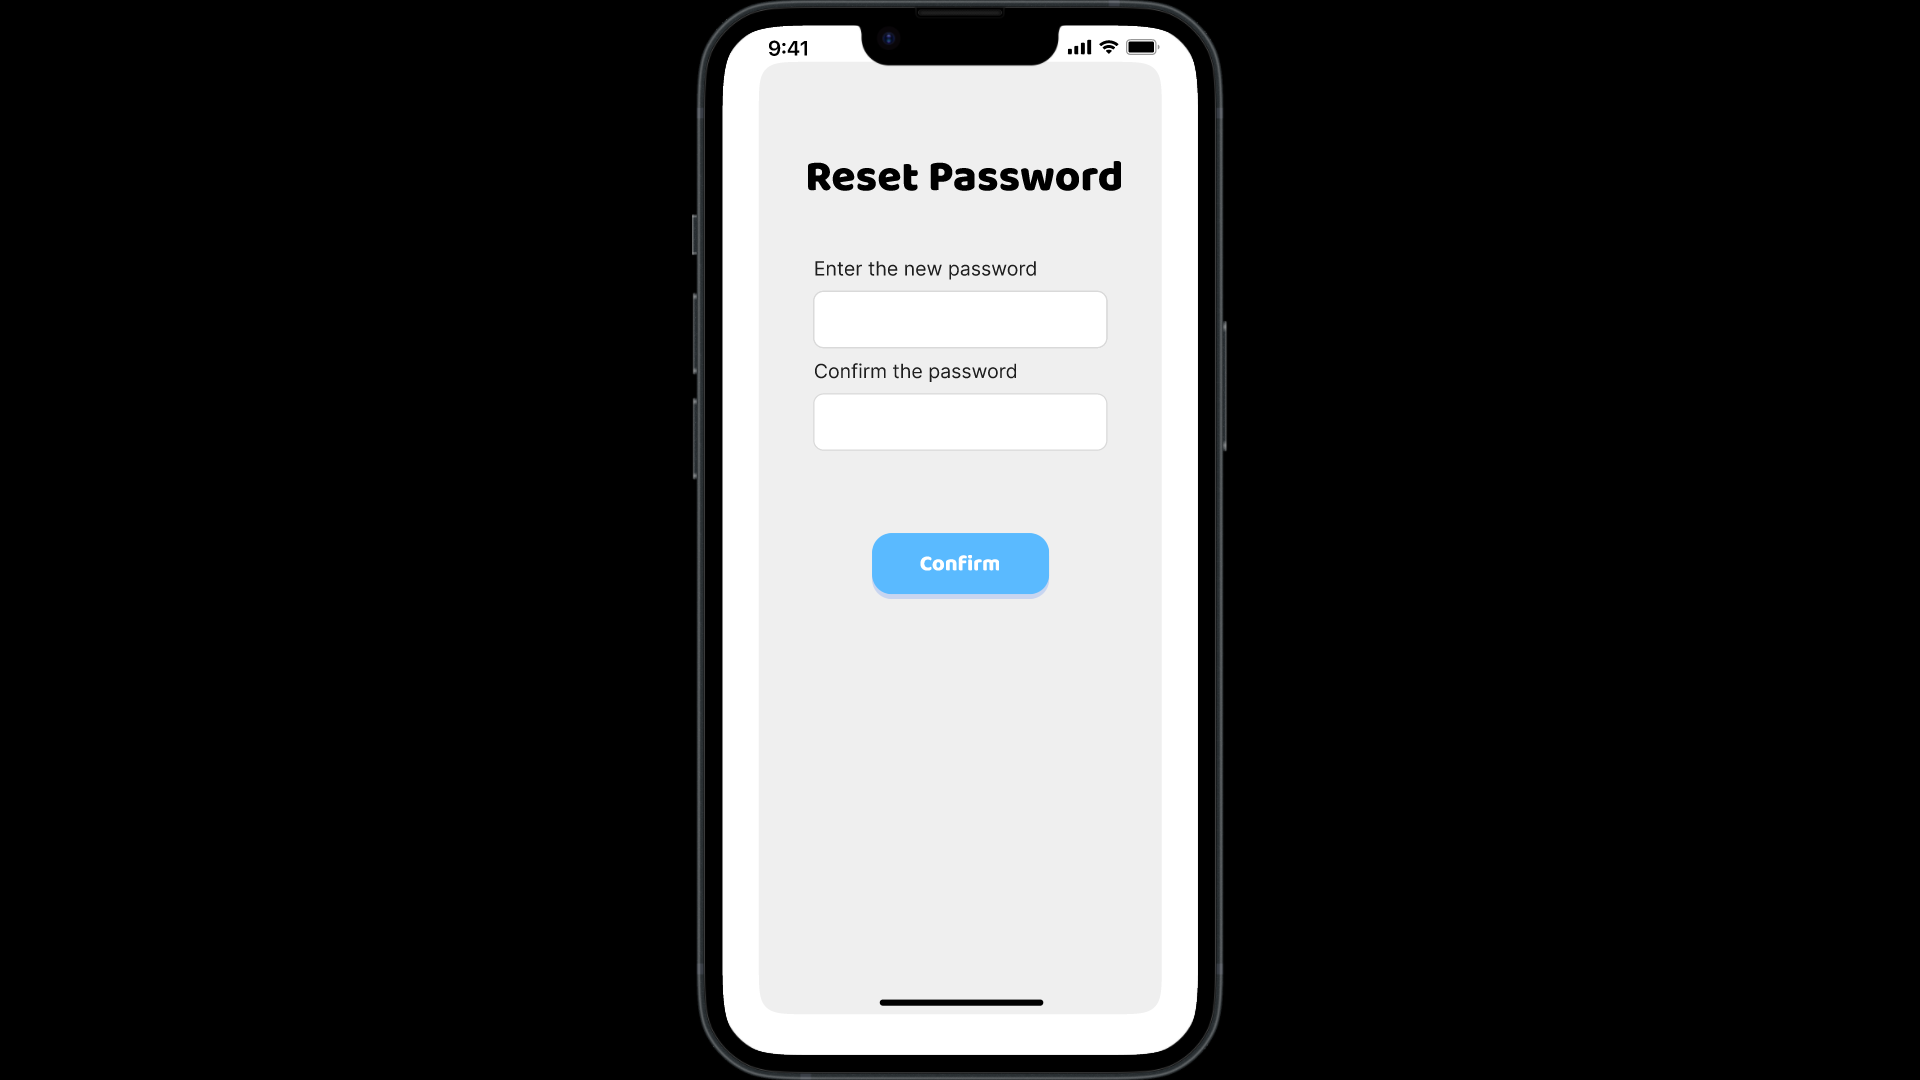 9:41
Reset Password
Enter the new password
Confirm the password
Confirm